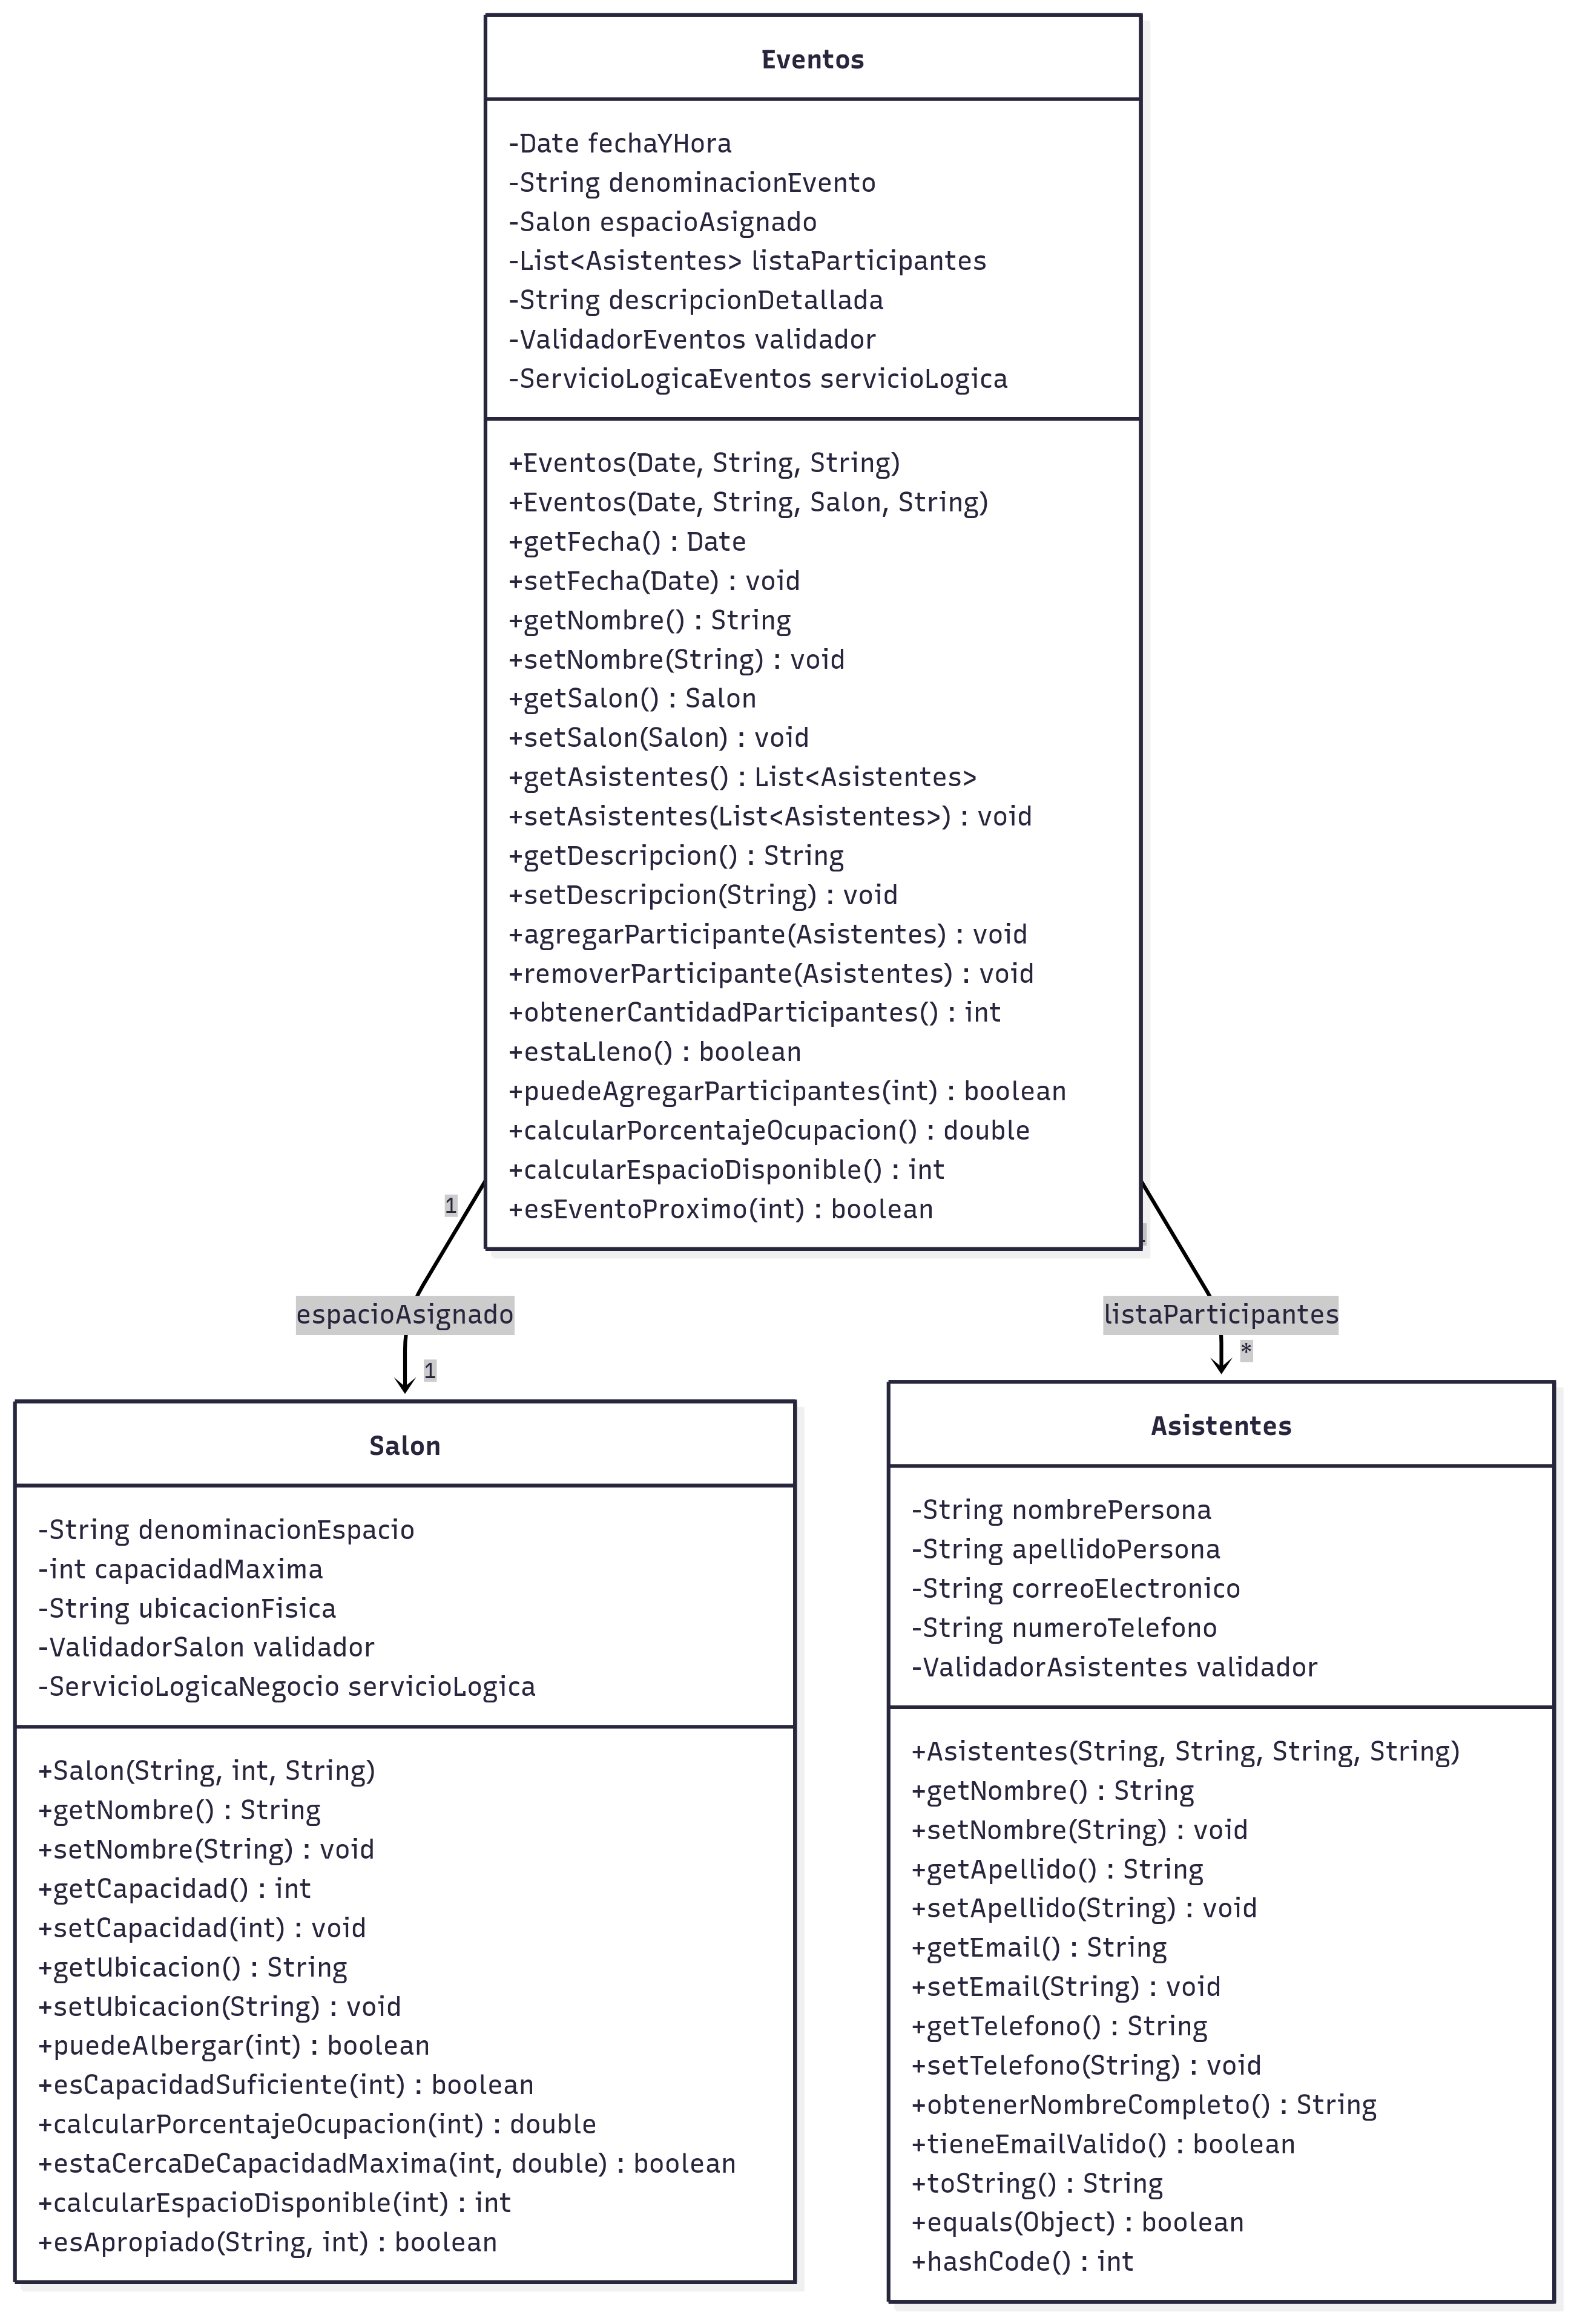 Eventos
-Date fechaYHora
-String denominacionEvento
-Salon espacioAsignado
-List<Asistentes> listaParticipantes
-String descripcionDetallada
-ValidadorEventos validador
-ServicioLogicaEventos servicioLogica
+Eventos(Date, String, String)
+Eventos(Date, String, Salon, String)
+getFecha() : Date
+setFecha(Date) : void
+getNombre() : String
+setNombre(String) : void
+getSalon() : Salon
+setSalon(Salon) : void
+getAsistentes() : List<Asistentes>
+setAsistentes(List<Asistentes>) : void
+getDescripcion() : String
+setDescripcion(String) : void
+agregarParticipante(Asistentes) : void
+removerParticipante(Asistentes) : void
+obtenerCantidadParticipantes() : int
+estaLleno() : boolean
+puedeAgregarParticipantes(int) : boolean
+calcularPorcentajeOcupacion() : double
+calcularEspacioDisponible() : int
+esEventoProximo(int) : boolean
1
espacioAsignado
1
listaParticipantes
*
Salon
-String denominacionEspacio
-int capacidadMaxima
-String ubicacionFisica
-ValidadorSalon validador
-ServicioLogicaNegocio servicioLogica
+Salon(String, int, String)
+getNombre() : String
+setNombre(String) : void
+getCapacidad() : int
+setCapacidad(int) : void
+getUbicacion() : String
+setUbicacion(String) : void
+puedeAlbergar(int) : boolean
+esCapacidadSuficiente(int) : boolean
+calcularPorcentajeOcupacion(int) : double
+estaCercaDeCapacidadMaxima(int, double) : boolean
+calcularEspacioDisponible(int) : int
+esApropiado(String, int) : boolean
Asistentes
-String nombrePersona
-String apellidoPersona
-String correoElectronico
-String numeroTelefono
-ValidadorAsistentes validador
+Asistentes(String, String, String, String)
+getNombre() : String
+setNombre(String) : void
+getApellido() : String
+setApellido(String) : void
+getEmail() : String
+setEmail(String) : void
+getTelefono() : String
+setTelefono(String) : void
+obtenerNombreCompleto() : String
+tieneEmailValido() : boolean
+toString() : String
+equals(Object) : boolean
+hashCode() : int